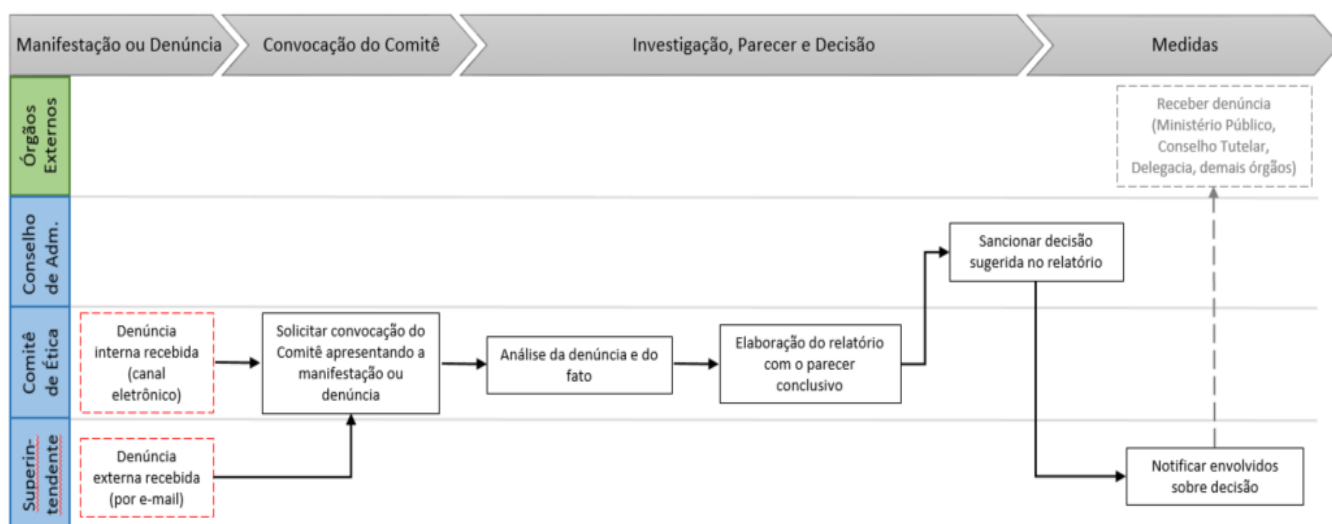 Manifestação ou Denúncia
Convocação do Comitê
Investigação, Parecer e Decisão
Medidas
Órgãos
Externos
Receber denúncia
(Ministério Público,
Conselho Tutelar,
Delegacia, demais órgãos)
Conselho
de Adm.
Sancionar decisão
sugerida no relatório
Comitê
de Ética
Denúncia
interna recebida
(canal
eletrônico)
Solicitar convocação do
Comitê apresentando a
manifestação ou
denúncia
Análise da denúncia e do
fato
Elaboração do relatório
com o parecer
conclusivo
Superin-
tendente
Denúncia
externa recebida
(por e-mail)
Notificar envolvidos
sobre decisão